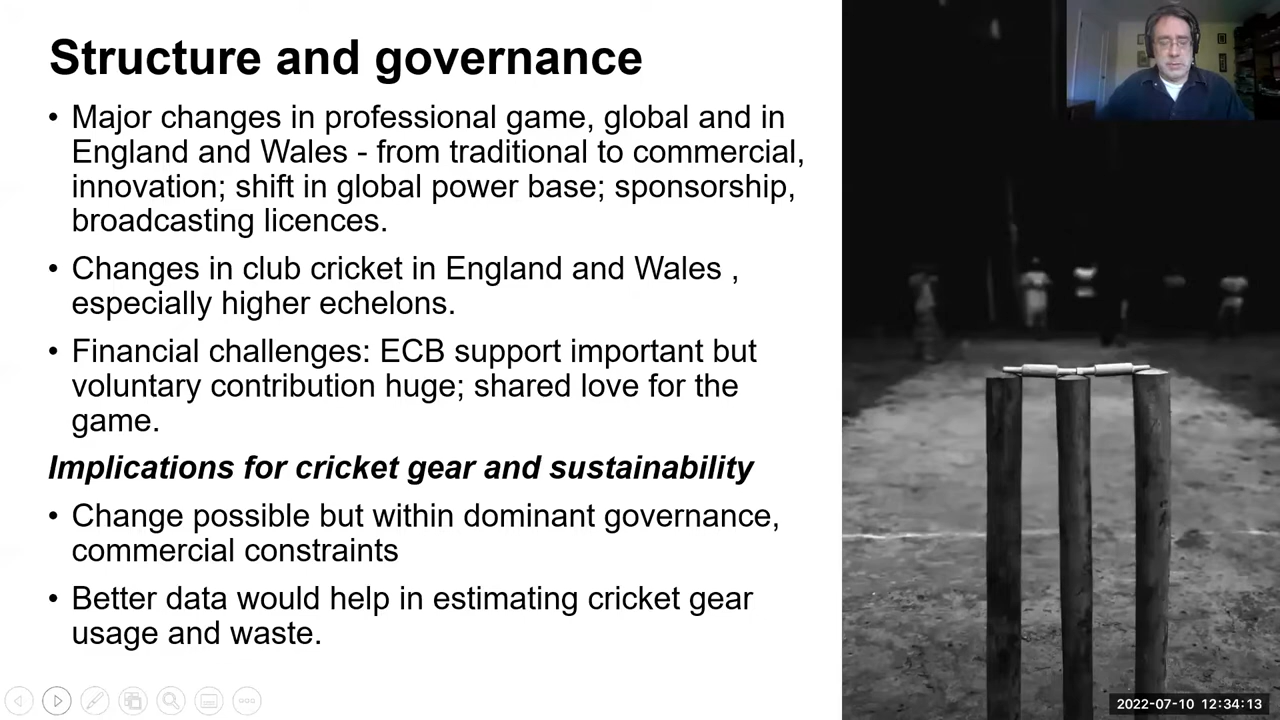 Structure and governance
• Major changes in professional game, global and in
England and Wales - from traditional to commercial,
innovation; shift in global power base; sponsorship,
broadcasting licences.
• Changes in club cricket in England and Wales ,
especially higher echelons.
• Financial challenges: ECB support important but
voluntary contribution huge; shared love for the
game.
Implications for cricket gear and sustainability
• Change possible but within dominant governance,
commercial constraints
• Better data would help in estimating cricket gear
usage and waste.
2022-07-10 12:34:13